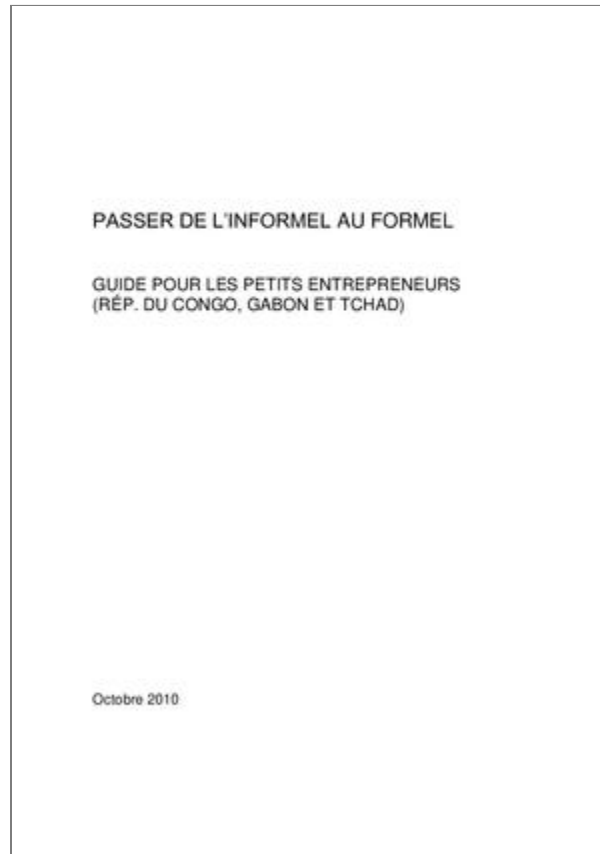 PASSER DE L'INFORMEL AU FORMEL
GUIDE POUR LES PETITS ENTREPRENEURS
(RÉP. DU CONGO, GABON ET TCHAD)
Octobre 2010